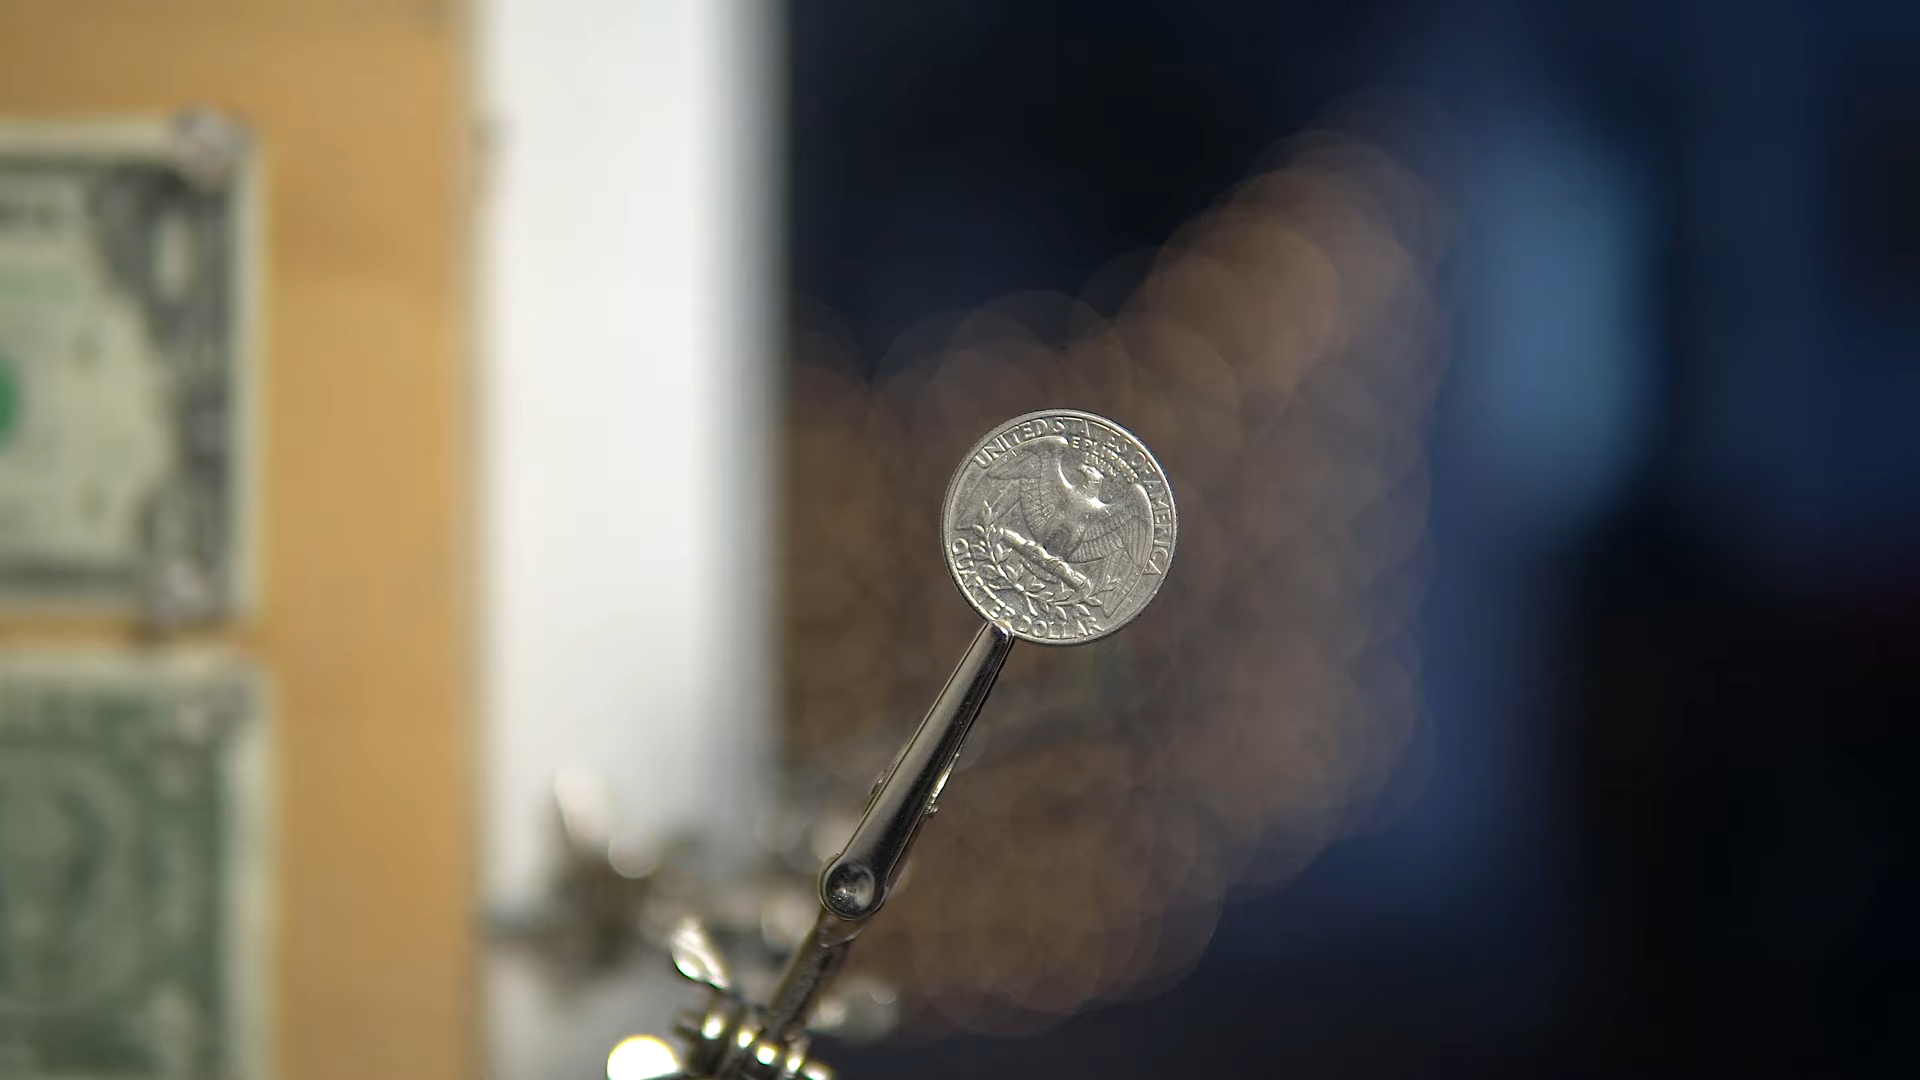 UNITED STATES OF AMERICA
E PLURIBUS
UNUM
QUARTER DOLLAR